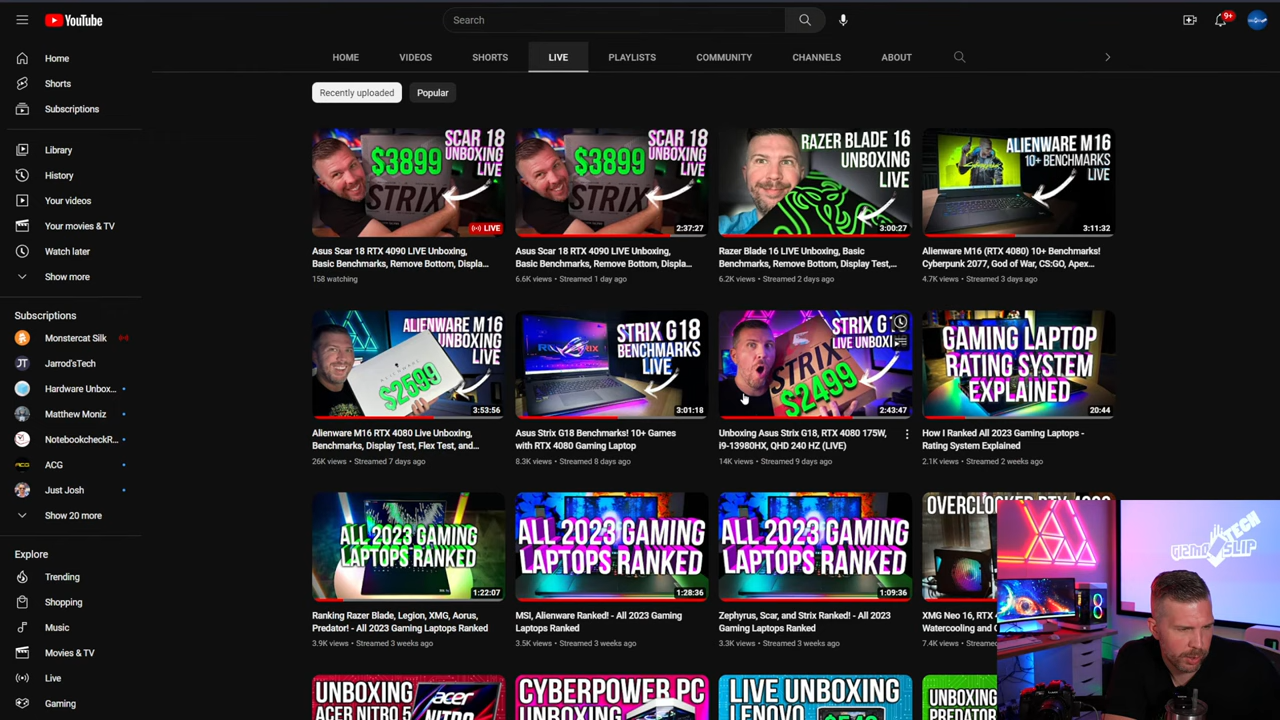 YouTube
Search
9+
Home
Shorts
Subscriptions
Library
History
Your videos
Your movies & TV
Watch later
Show more
Subscriptions
Monstercat Silk
Jarrod'sTech
Hardware Unbox...
Matthew Moniz
NotebookcheckR...
ACG
Just Josh
Show 20 more
Explore
Trending
Shopping
Music
Movies & TV
Live
Gaming
HOME
VIDEOS
SHORTS
LIVE
PLAYLISTS
COMMUNITY
CHANNELS
ABOUT
Recently uploaded
Popular
SCAR 18
UNBOXING
LIVE
$3899
STRIX
LIVE
Asus Scar 18 RTX 4090 LIVE Unboxing,
Basic Benchmarks, Remove Bottom, Displa...
158 watching
SCAR 18
UNBOXING
LIVE
$3899
STRIX
2:37:27
Asus Scar 18 RTX 4090 LIVE Unboxing,
Basic Benchmarks, Remove Bottom, Displa...
6.6K views • Streamed 1 day ago
RAZER BLADE 16
UNBOXING
LIVE
3:00:27
Razer Blade 16 LIVE Unboxing, Basic
Benchmarks, Remove Bottom, Display Test,...
6.2K views • Streamed 2 days ago
ALIENWARE M16
10+ BENCHMARKS
LIVE
3:11:32
Alienware M16 (RTX 4080) 10+ Benchmarks!
Cyberpunk 2077, God of War, CS:GO, Apex...
4.7K views • Streamed 3 days ago
ALIENWARE M16
UNBOXING
LIVE
$2599
3:53:56
Alienware M16 RTX 4080 Live Unboxing,
Benchmarks, Display Test, Flex Test, and...
26K views • Streamed 7 days ago
STRIX G18
BENCHMARKS
LIVE
3:01:18
Asus Strix G18 Benchmarks! 10+ Games
with RTX 4080 Gaming Laptop
8.3K views • Streamed 8 days ago
STRIX G1
LIVE UNBOXI
STRIX
$2499
2:43:47
Unboxing Asus Strix G18, RTX 4080 175W,
i9-13980HX, QHD 240 HZ (LIVE)
14K views • Streamed 9 days ago
GAMING LAPTOP
RATING SYSTEM
EXPLAINED
20:44
How I Ranked All 2023 Gaming Laptops -
Rating System Explained
2.1K views • Streamed 2 weeks ago
ALL 2023 GAMING
LAPTOPS RANKED
1:22:07
Ranking Razer Blade, Legion, XMG, Aorus,
Predator! - All 2023 Gaming Laptops Ranked
3.9K views • Streamed 3 weeks ago
ALL 2023 GAMING
LAPTOPS RANKED
1:28:36
MSI, Alienware Ranked! - All 2023 Gaming
Laptops Ranked
3.5K views • Streamed 3 weeks ago
ALL 2023 GAMING
LAPTOPS RANKED
1:09:36
Zephyrus, Scar, and Strix Ranked! - All 2023
Gaming Laptops Ranked
3.3K views • Streamed 3 weeks ago
OVERCLOCKED RTX 4090
XMG Neo 16, RTX
Watercooling and
7.4K views • Strea
GIZMO SLIP
TECH
UNBOXING
ACER NITRO 5
acer
CYBERPOWER PC
UNBOXING
LIVE UNBOXING
LENOVO
UNBOXING
PREDATOR